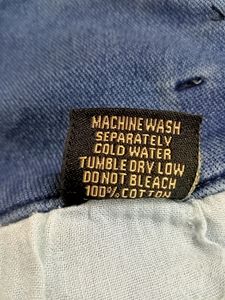 MACHINE WASH
SEPARATELY
COLD WATER
TUMBLE DRY LOW
DO NOT BLEACH
100% COTTON